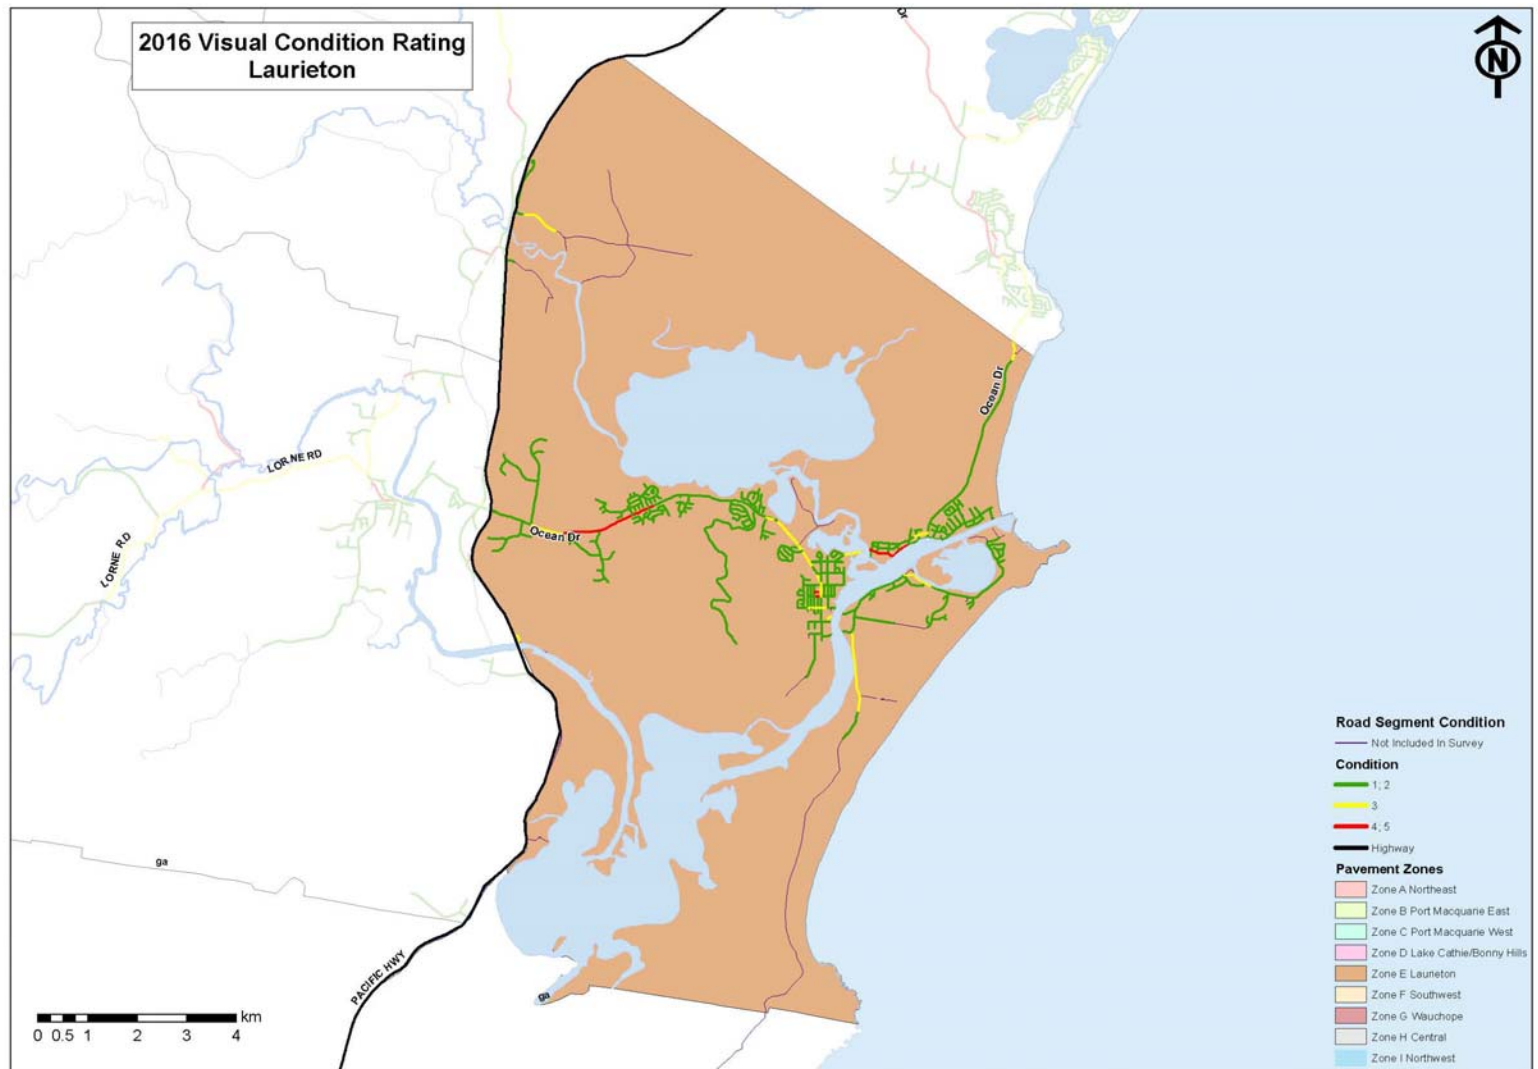 2016 Visual Condition Rating
Laurieton
Dr
N
Ocean Dr
LORNE RD
Ocean Dr
LORNE RD
ga
PACIFIC HWY
ga
km
0 0.5 1 2 3 4
Road Segment Condition
Not Included In Survey
Condition
1; 2
3
4; 5
Highway
Pavement Zones
Zone A Northeast
Zone B Port Macquarie East
Zone C Port Macquarie West
Zone D Lake Cathie/Bonny Hills
Zone E Laurieton
Zone F Southwest
Zone G Wauchope
Zone H Central
Zone I Northwest